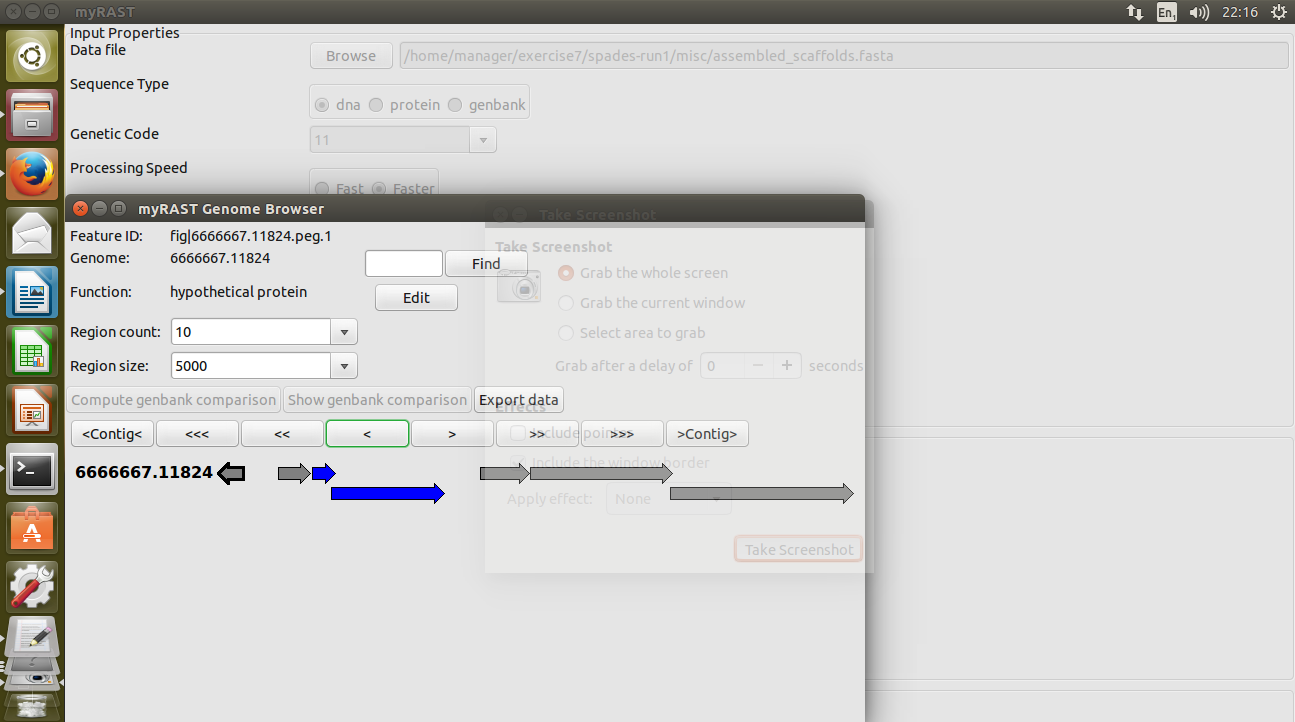 myRAST
En1
22:16
Input Properties
Data file
Browse
/home/manager/exercise7/spades-run1/misc/assembled_scaffolds.fasta
Sequence Type
dna protein genbank
Genetic Code
11
Processing Speed
Fast Faster
myRAST Genome Browser
Take Screenshot
Feature ID: fig|6666667.11824.peg.1
Take Screenshot
Genome: 6666667.11824
Find
Grab the whole screen
Function: hypothetical protein
Edit
Grab the current window
Region count: 10
Select area to grab
Region size: 5000
Grab after a delay of 0 - + seconds
Compute genbank comparison Show genbank comparison Export data
Effects
<Contig< <<< << < > >> >>> >Contig>
Include pointer
Include the window border
6666667.11824
Apply effect: None
Take Screenshot